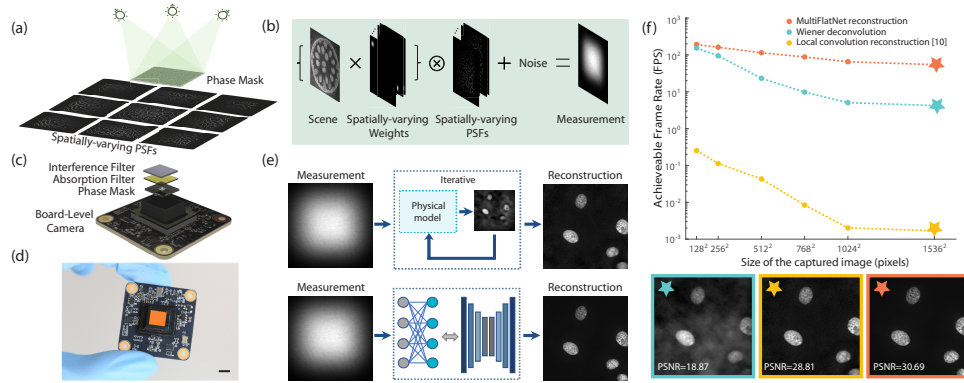 (a)
Phase Mask
Spatially-varying PSFs
(b)
Noise
Scene
Spatially-varying
Weights
Spatially-varying
PSFs
Measurement
(c)
Interference Filter
Absorption Filter
Phase Mask
Board-Level
Camera
(d)
(e)
Measurement
Iterative
Physical
model
Reconstruction
Measurement
Reconstruction
(f)
MultiFlatNet reconstruction
Wiener deconvolution
Local convolution reconstruction [10]
Achieveable Frame Rate (FPS)
10³
10²
10¹
10⁰
10⁻¹
10⁻²
10⁻³
128² 256² 512² 768² 1024² 1536²
Size of the captured image (pixels)
PSNR=18.87
PSNR=28.81
PSNR=30.69